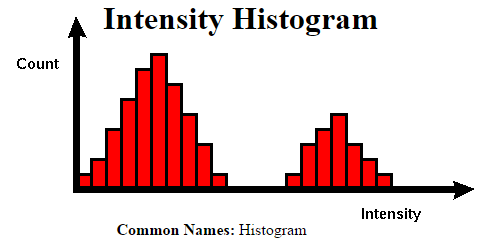 Intensity Histogram
Count
Intensity
Common Names: Histogram